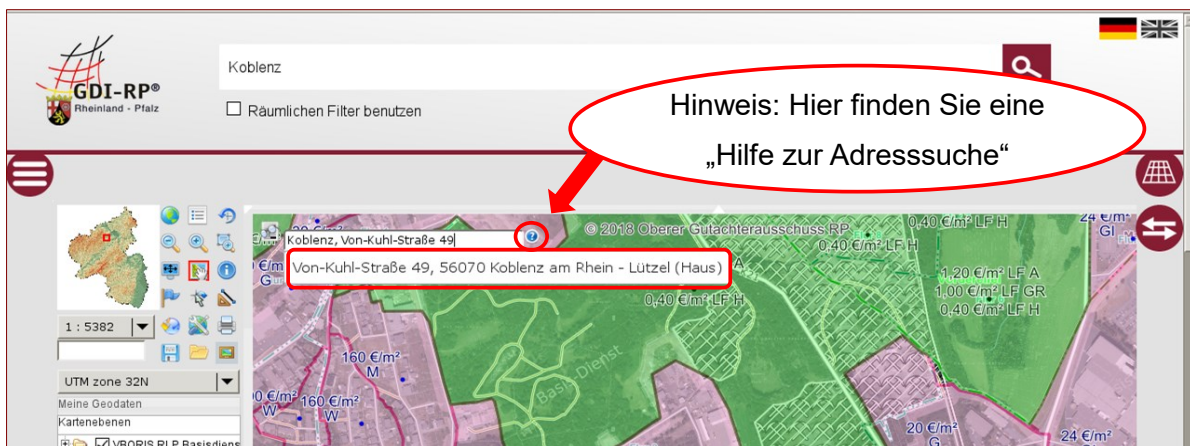 Koblenz
GDI-RP®
Rheinland - Pfalz
Räumlichen Filter benutzen
Hinweis: Hier finden Sie eine
„Hilfe zur Adresssuche“
Koblenz, Von-Kuhl-Straße 49
Von-Kuhl-Straße 49, 56070 Koblenz am Rhein - Lützel (Haus)
© 2018 Oberer Gutachterausschuss RP
0,40 €/m² LF H
0,40 €/m² LF H
24 €/m²
GI
A
1,20 €/m² LF A
1,00 €/m² LF GR
0,40 €/m² LF H
0,40 €/m² LF H
G
1 : 5382
UTM zone 32N
Meine Geodaten
Kartenebenen
VBORIS RLP Basisdiens
160 €/m²
M
160 €/m²
W
W
Basis-Dien
20 €/m²
G
24 €/m²